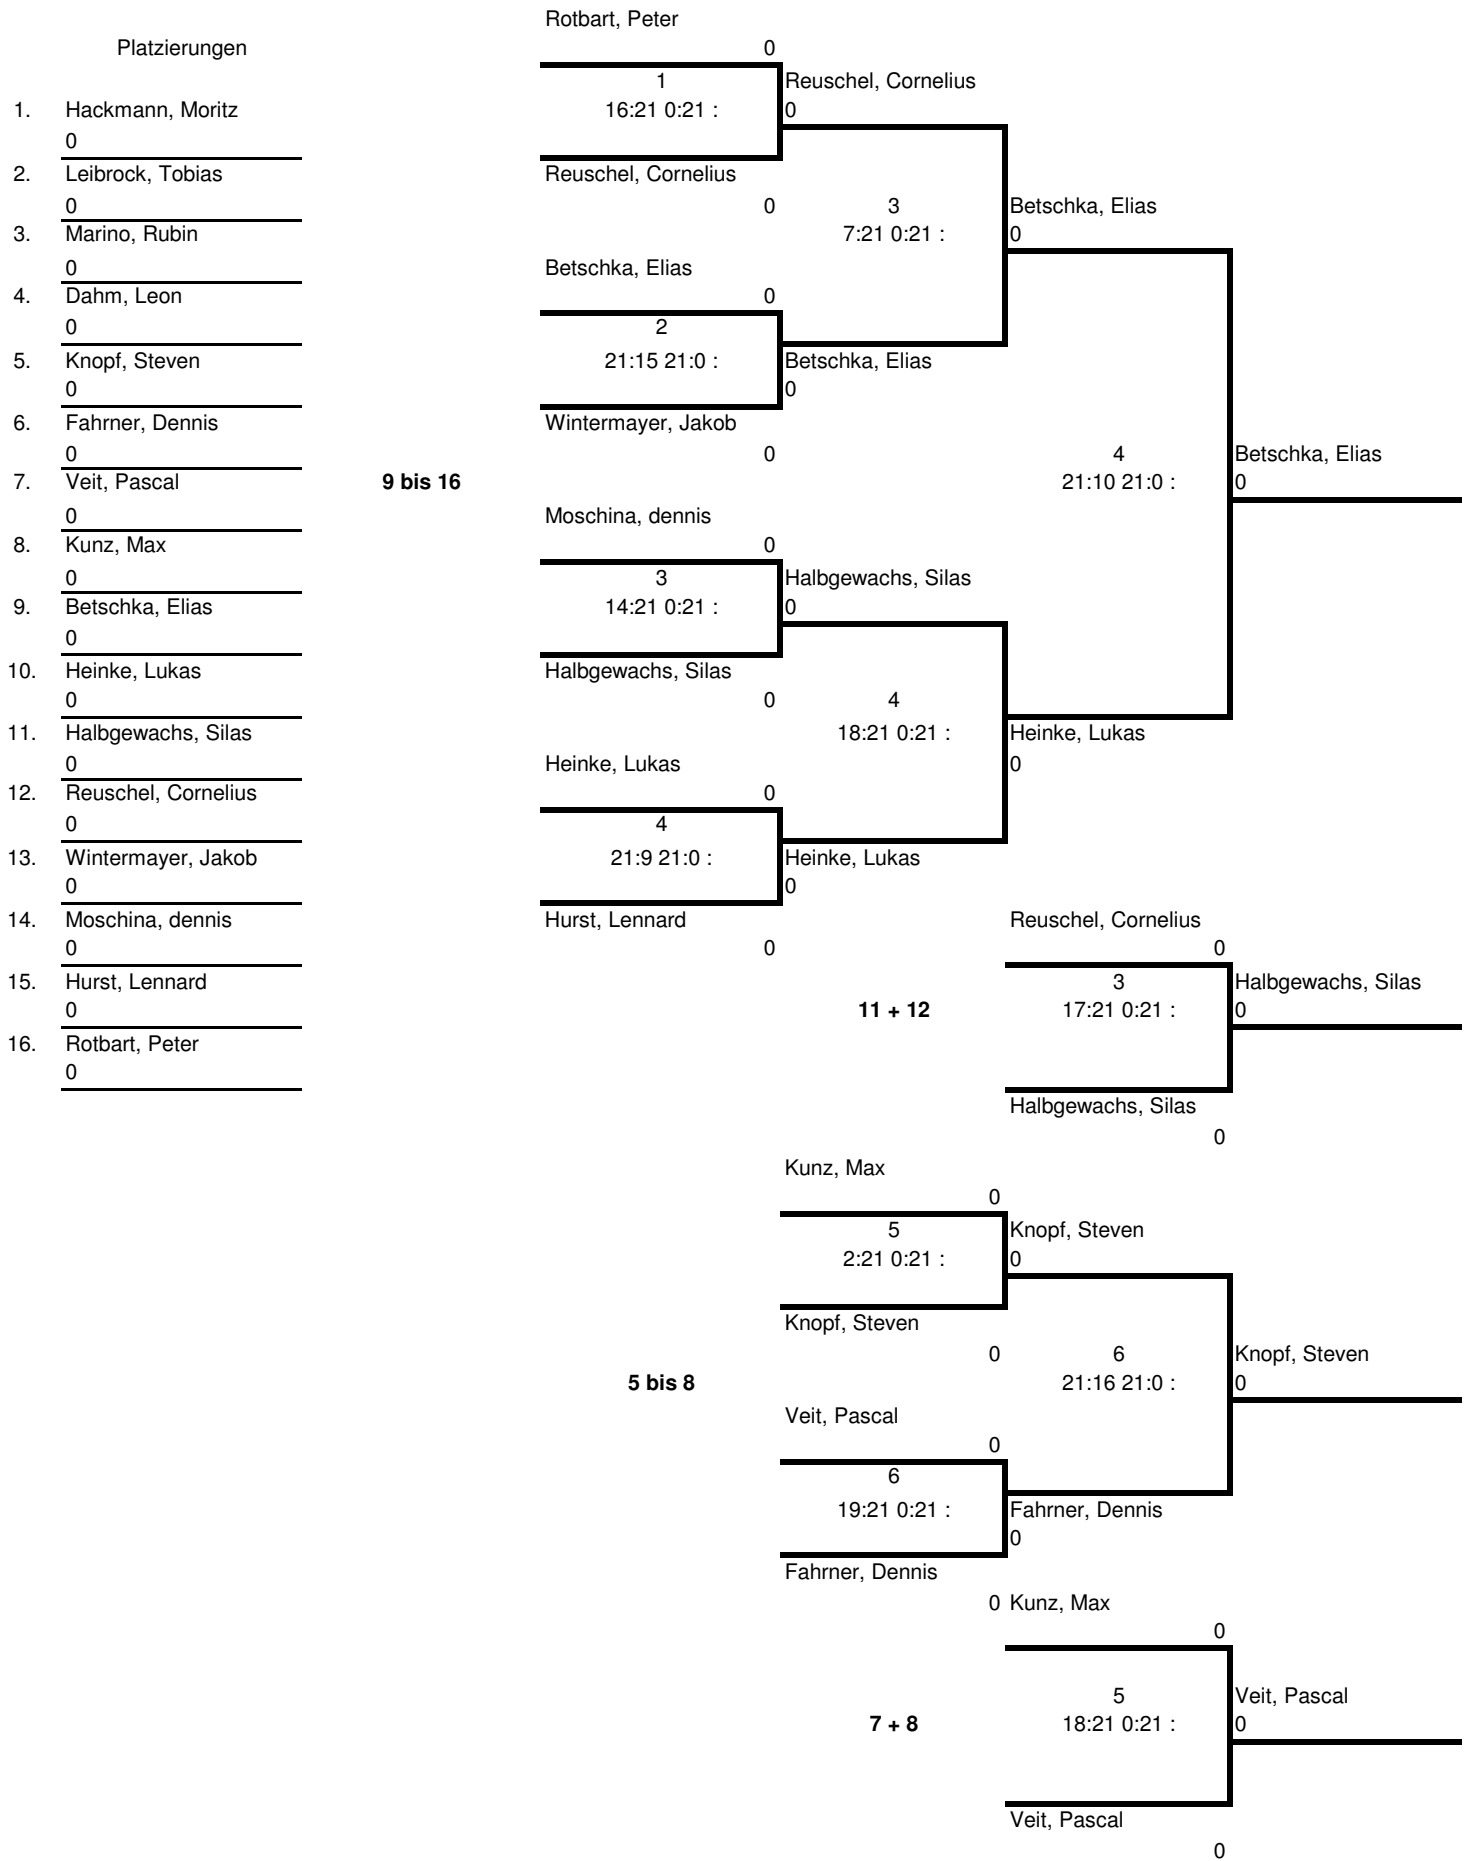 Platzierungen
1. Hackmann, Moritz
0
2. Leibrock, Tobias
0
3. Marino, Rubin
0
4. Dahm, Leon
0
5. Knopf, Steven
0
6. Fahrner, Dennis
0
7. Veit, Pascal
0
8. Kunz, Max
0
9. Betschka, Elias
0
10. Heinke, Lukas
0
11. Halbgewachs, Silas
0
12. Reuschel, Cornelius
0
13. Wintermayer, Jakob
0
14. Moschina, dennis
0
15. Hurst, Lennard
0
16. Rotbart, Peter
0
9 bis 16
Rotbart, Peter
0
1
16:21 0:21 :
Reuschel, Cornelius
0
Betschka, Elias
0
2
21:15 21:0 :
Wintermayer, Jakob
0
Moschina, dennis
0
3
14:21 0:21 :
Halbgewachs, Silas
0
Heinke, Lukas
0
4
21:9 21:0 :
Hurst, Lennard
0
Reuschel, Cornelius
0
3
7:21 0:21 :
Betschka, Elias
0
Halbgewachs, Silas
0
4
18:21 0:21 :
Heinke, Lukas
0
Betschka, Elias
0
4
21:10 21:0 :
Heinke, Lukas
0
Betschka, Elias
0
11 + 12
Reuschel, Cornelius
0
3
17:21 0:21 :
Halbgewachs, Silas
0
Halbgewachs, Silas
0
5 bis 8
Kunz, Max
0
5
2:21 0:21 :
Knopf, Steven
0
Veit, Pascal
0
6
19:21 0:21 :
Fahrner, Dennis
0
Knopf, Steven
0
6
21:16 21:0 :
Fahrner, Dennis
0
Knopf, Steven
0
7 + 8
Kunz, Max
0
5
18:21 0:21 :
Veit, Pascal
0
Veit, Pascal
0